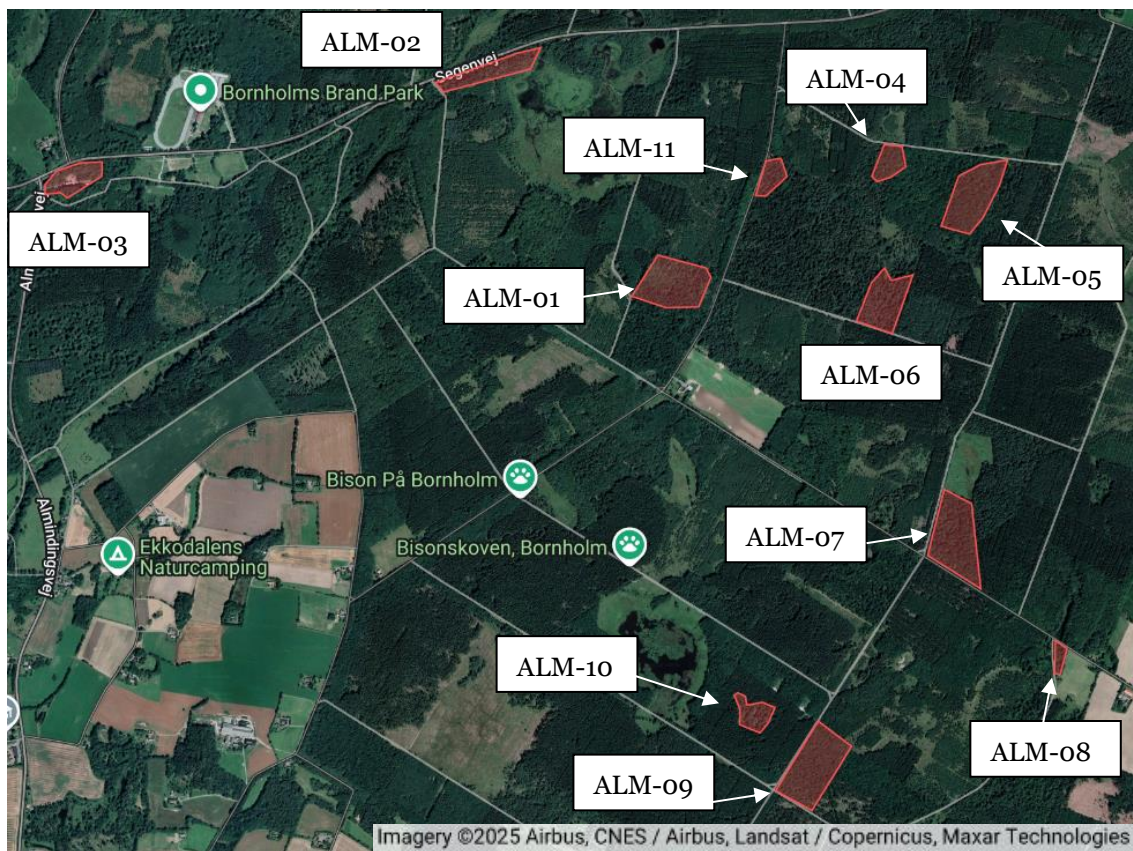 ALM-02
Segenvej
Bornholms Brand Park
ALM-04
ALM-11
ALM-03
ALM-01
ALM-05
ALM-06
Bison På Bornholm
Almindingsvej
Ekkodalens
Naturcamping
Bisonskoven, Bornholm
ALM-07
ALM-10
ALM-08
ALM-09
Imagery ©2025 Airbus, CNES / Airbus, Landsat / Copernicus, Maxar Technologies